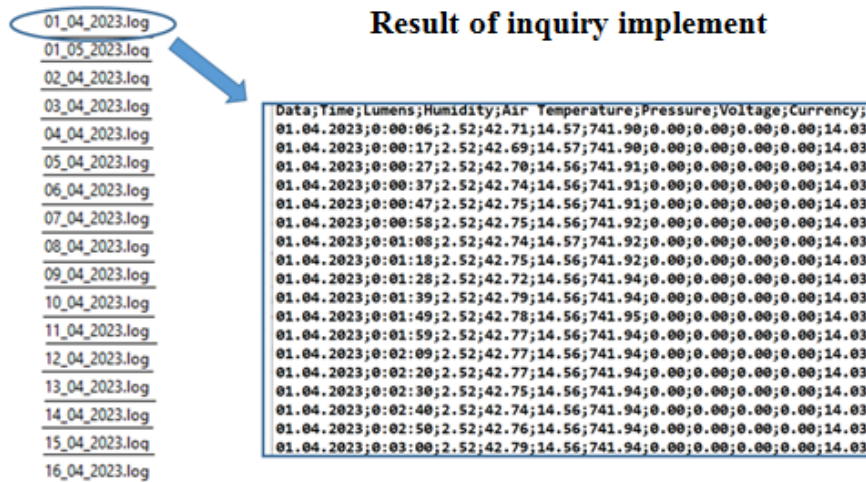 Result of inquiry implement
01_04_2023.log
01_05_2023.log
02_04_2023.log
03_04_2023.log
04_04_2023.log
05_04_2023.log
06_04_2023.log
07_04_2023.log
08_04_2023.log
09_04_2023.log
10_04_2023.log
11_04_2023.log
12_04_2023.log
13_04_2023.log
14_04_2023.log
15_04_2023.log
16_04_2023.log
Data;Time;Lumens;Humidity;Air Temperature;Pressure;Voltage;Currency;
01.04.2023;0:00:06;2.52;42.71;14.57;741.90;0.00;0.00;0.00;0.00;14.03
01.04.2023;0:00:17;2.52;42.69;14.57;741.90;0.00;0.00;0.00;0.00;14.03
01.04.2023;0:00:27;2.52;42.70;14.56;741.91;0.00;0.00;0.00;0.00;14.03
01.04.2023;0:00:37;2.52;42.74;14.56;741.91;0.00;0.00;0.00;0.00;14.03
01.04.2023;0:00:47;2.52;42.75;14.56;741.91;0.00;0.00;0.00;0.00;14.03
01.04.2023;0:00:58;2.52;42.75;14.56;741.92;0.00;0.00;0.00;0.00;14.03
01.04.2023;0:01:08;2.52;42.74;14.57;741.92;0.00;0.00;0.00;0.00;14.03
01.04.2023;0:01:18;2.52;42.75;14.56;741.92;0.00;0.00;0.00;0.00;14.03
01.04.2023;0:01:28;2.52;42.72;14.56;741.94;0.00;0.00;0.00;0.00;14.03
01.04.2023;0:01:39;2.52;42.79;14.56;741.94;0.00;0.00;0.00;0.00;14.03
01.04.2023;0:01:49;2.52;42.78;14.56;741.95;0.00;0.00;0.00;0.00;14.03
01.04.2023;0:01:59;2.52;42.77;14.56;741.94;0.00;0.00;0.00;0.00;14.03
01.04.2023;0:02:09;2.52;42.77;14.56;741.94;0.00;0.00;0.00;0.00;14.03
01.04.2023;0:02:20;2.52;42.77;14.56;741.94;0.00;0.00;0.00;0.00;14.03
01.04.2023;0:02:30;2.52;42.75;14.56;741.94;0.00;0.00;0.00;0.00;14.03
01.04.2023;0:02:40;2.52;42.74;14.56;741.94;0.00;0.00;0.00;0.00;14.03
01.04.2023;0:02:50;2.52;42.76;14.56;741.94;0.00;0.00;0.00;0.00;14.03
01.04.2023;0:03:00;2.52;42.79;14.56;741.94;0.00;0.00;0.00;0.00;14.03